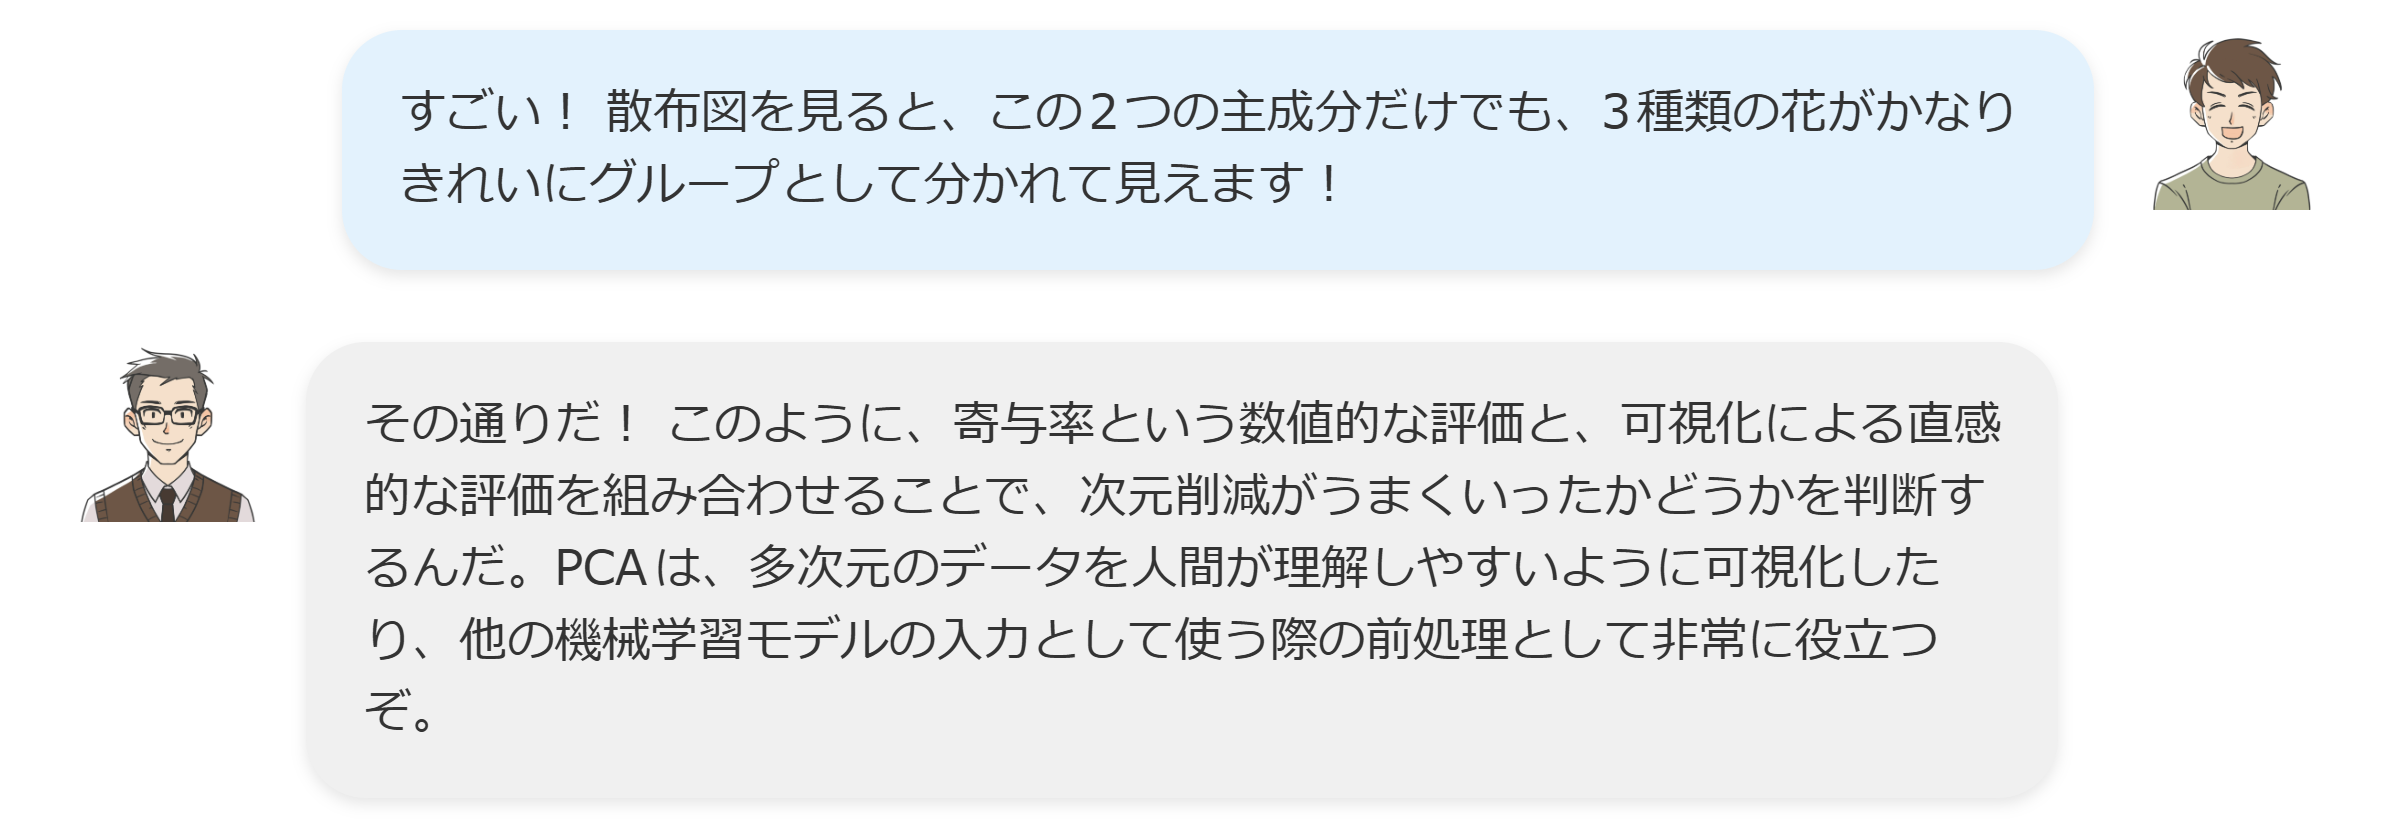 すごい！ 散布図を見ると、この2つの主成分だけでも、3種類の花がかなり
きれいにグループとして分かれて見えます！
その通りだ！ このように、寄与率という数値的な評価と、可視化による直感
的な評価を組み合わせることで、次元削減がうまくいったかどうかを判断す
るんだ。PCAは、多次元のデータを人間が理解しやすいように可視化した
り、他の機械学習モデルの入力として使う際の前処理として非常に役立つ
ぞ。